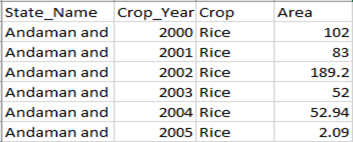 State_Name Crop_Year Crop Area
Andaman and 2000 Rice 102
Andaman and 2001 Rice 83
Andaman and 2002 Rice 189.2
Andaman and 2003 Rice 52
Andaman and 2004 Rice 52.94
Andaman and 2005 Rice 2.09